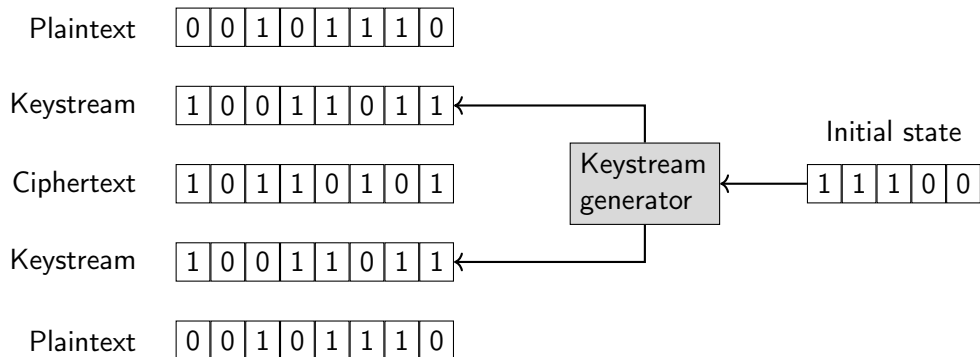 Plaintext 0 0 1 0 1 1 1 0
Keystream 1 0 0 1 1 0 1 1
Initial state
Keystream
generator
Ciphertext 1 0 1 1 0 1 0 1
1 1 1 0 0
Keystream 1 0 0 1 1 0 1 1
Plaintext 0 0 1 0 1 1 1 0